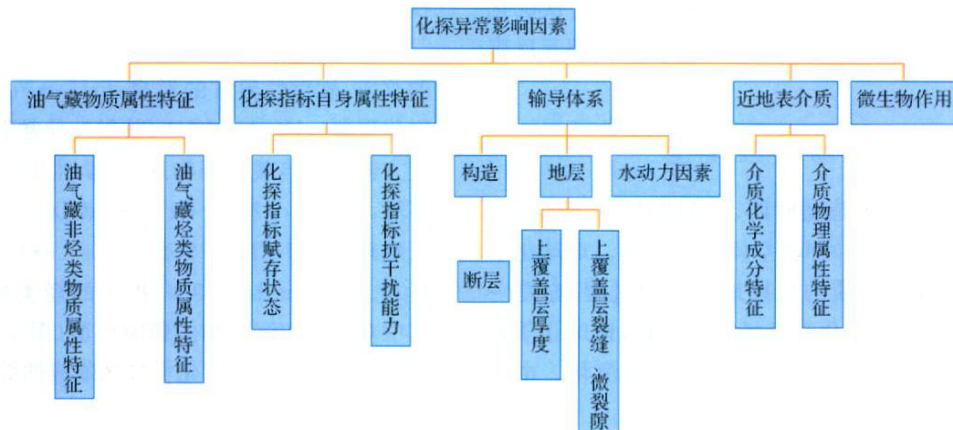 化探异常影响因素
油气藏物质属性特征
化探指标自身属性特征
输导体系
近地表介质
微生物作用
油气藏非烃类物质属性特征
油气藏烃类物质属性特征
化探指标赋存状态
化探指标抗干扰能力
构造
地层
水动力因素
断层
上覆盖层厚度
上覆盖层裂缝、微裂隙
介质化学成分特征
介质物理属性特征